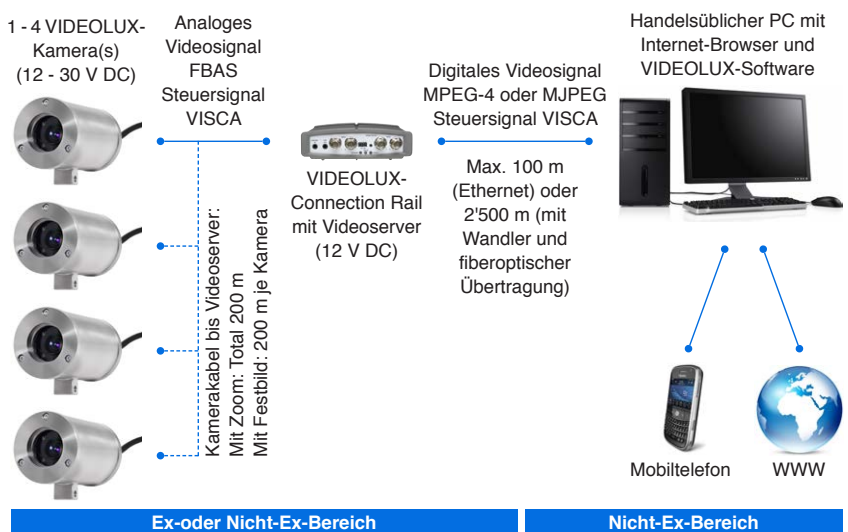 1 - 4 VIDEOLUX-
Kamera(s)
(12 - 30 V DC)
Analoges
Videosignal
FBAS
Steuersignal
VISCA
Kamerakabel bis Videoserver:
Mit Zoom: Total 200 m
Mit Festbild: 200 m je Kamera
VIDEOLUX-
Connection Rail
mit Videoserver
(12 V DC)
Digitales Videosignal
MPEG-4 oder MJPEG
Steuersignal VISCA
Max. 100 m
(Ethernet) oder
2'500 m (mit
Wandler und
fiberoptischer
Übertragung)
Handelsüblicher PC mit
Internet-Browser und
VIDEOLUX-Software
Mobiltelefon
WWW
Ex-oder Nicht-Ex-Bereich
Nicht-Ex-Bereich